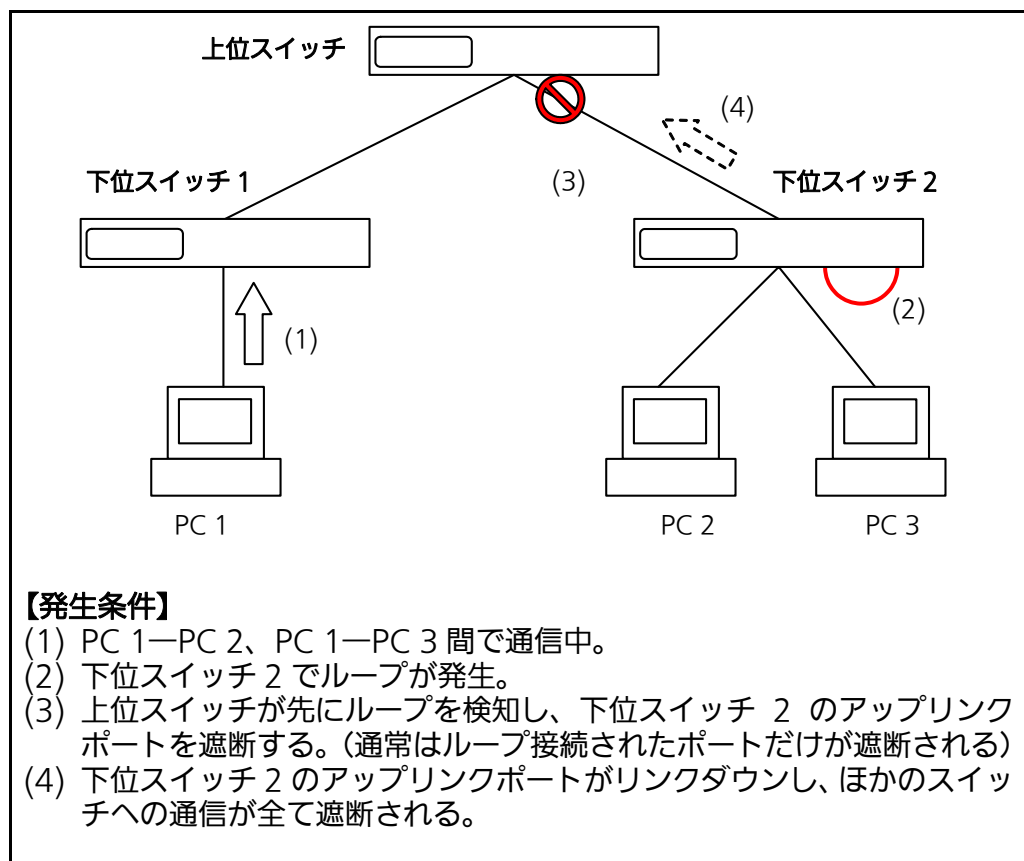 上位スイッチ
(4)
下位スイッチ 1
(3)
下位スイッチ 2
(2)
(1)
PC 1
PC 2
PC 3
【発生条件】
(1) PC 1—PC 2、PC 1—PC 3 間で通信中。
(2) 下位スイッチ 2 でループが発生。
(3) 上位スイッチが先にループを検知し、下位スイッチ 2 のアップリンク
ポートを遮断する。（通常はループ接続されたポートだけが遮断される）
(4) 下位スイッチ 2 のアップリンクポートがリンクダウンし、ほかのスイッ
チへの通信が全て遮断される。